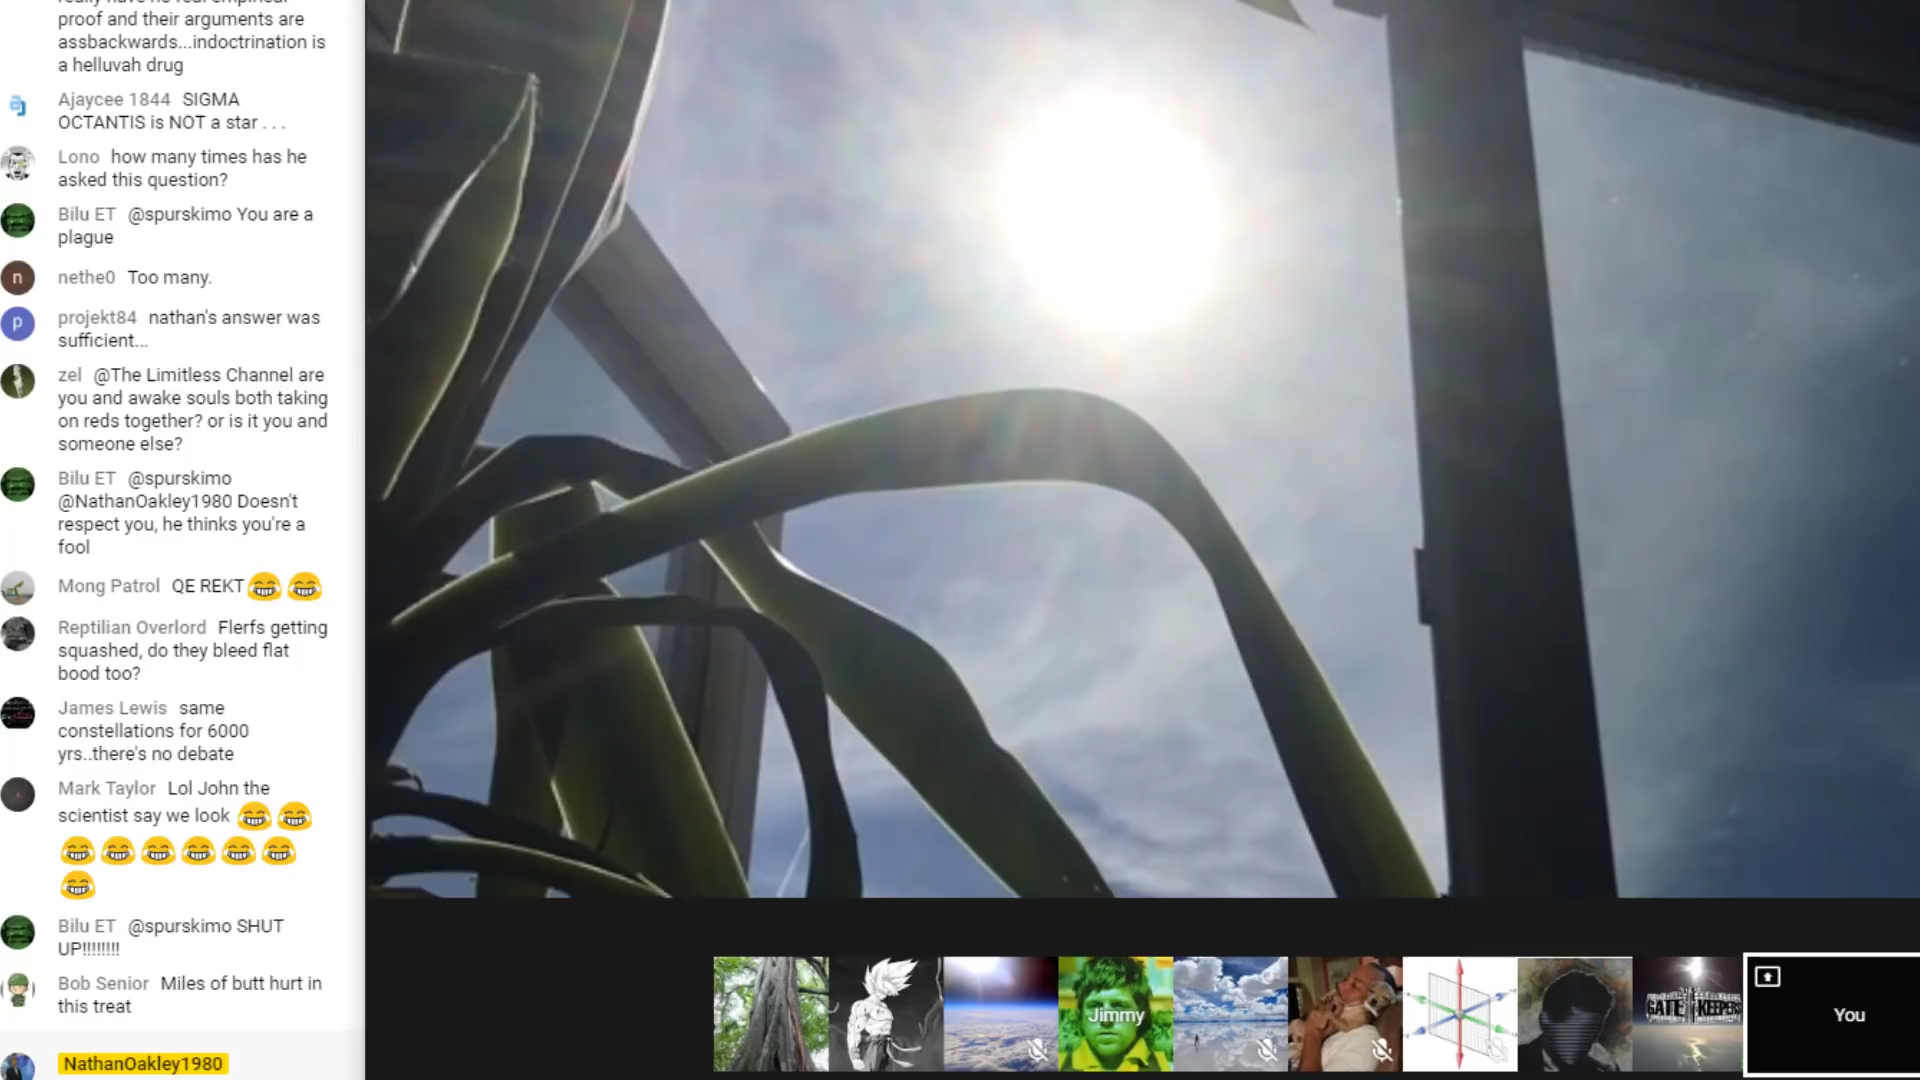 really have no real empirical
proof and their arguments are
assbackwards...indoctrination is
a helluvah drug
Ajaycee 1844 SIGMA
OCTANTIS is NOT a star . . .
Lono how many times has he
asked this question?
Bilu ET @spurskimo You are a
plague
n
nethe0 Too many.
p
projekt84 nathan's answer was
sufficient...
zel @The Limitless Channel are
you and awake souls both taking
on reds together? or is it you and
someone else?
Bilu ET @spurskimo
@NathanOakley1980 Doesn't
respect you, he thinks you're a
fool
Mong Patrol QE REKT😂 😂
Reptilian Overlord Flerfs getting
squashed, do they bleed flat
bood too?
James Lewis same
constellations for 6000
yrs..there's no debate
Mark Taylor Lol John the
scientist say we look 😂 😂
😂 😂 😂 😂 😂 😂
😂
Bilu ET @spurskimo SHUT
UP!!!!!!!!
Bob Senior Miles of butt hurt in
this treat
NathanOakley1980
Jimmy
GATE KEEPERS
You